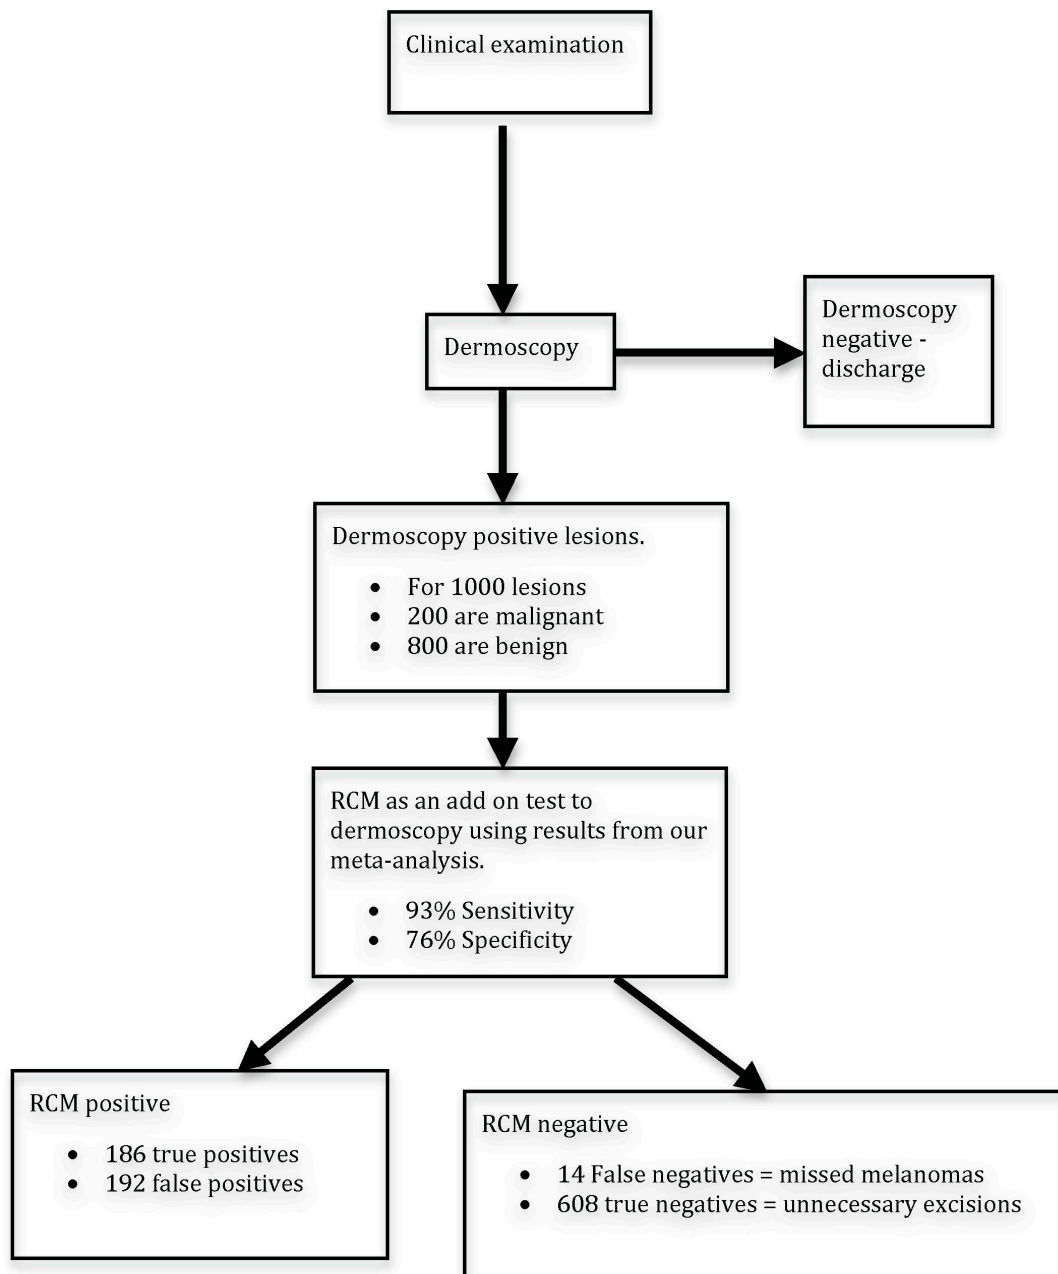 Clinical examination
Dermoscopy
Dermoscopy
negative -
discharge
Dermoscopy positive lesions.
• For 1000 lesions
• 200 are malignant
• 800 are benign
RCM as an add on test to
dermoscopy using results from our
meta-analysis.
• 93% Sensitivity
• 76% Specificity
RCM positive
• 186 true positives
• 192 false positives
RCM negative
• 14 False negatives = missed melanomas
• 608 true negatives = unnecessary excisions